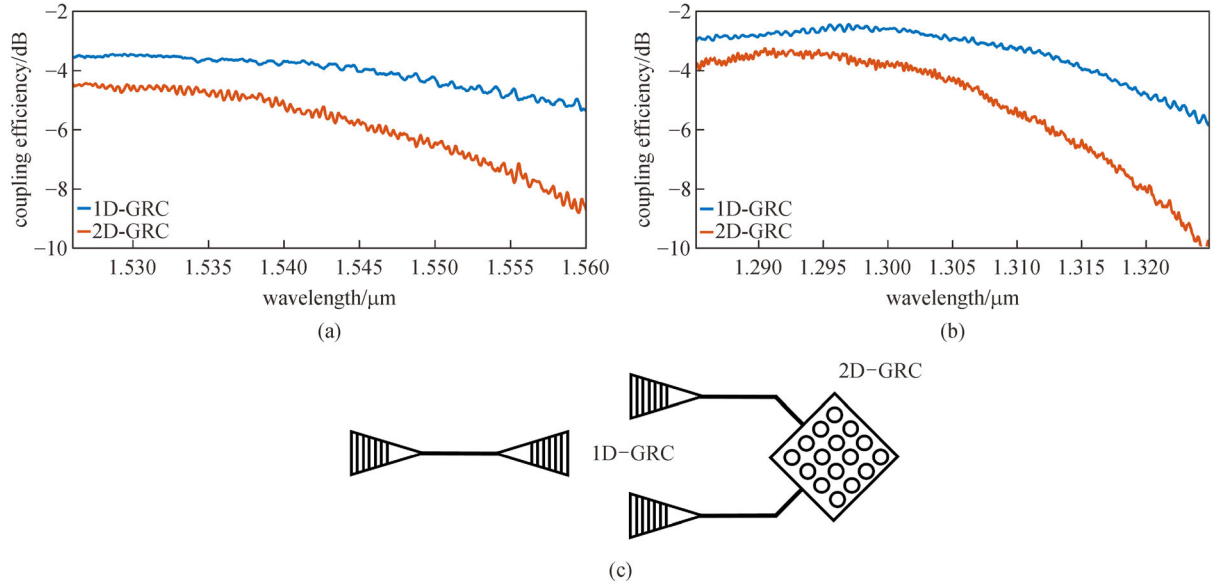 −2
−4
−6
−8
−10
coupling efficiency/dB
1D-GRC
2D-GRC
1.530 1.535 1.540 1.545 1.550 1.555 1.560
wavelength/μm
(a)
−2
−4
−6
−8
−10
coupling efficiency/dB
1D-GRC
2D-GRC
1.290 1.295 1.300 1.305 1.310 1.315 1.320
wavelength/μm
(b)
2D−GRC
1D−GRC
(c)